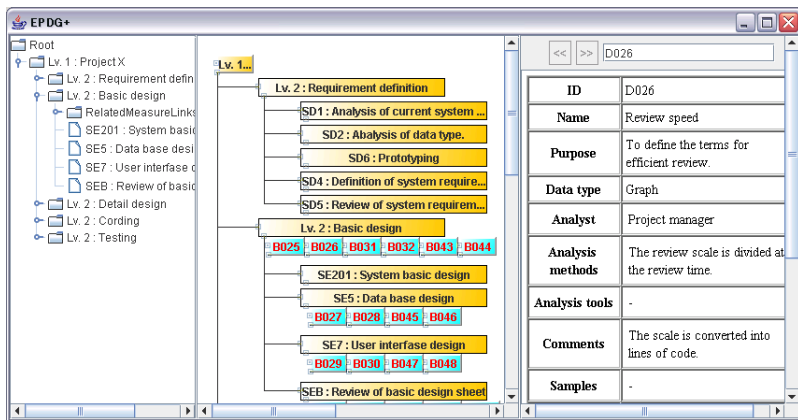 EPDG+
Root
Lv. 1 : Project X
Lv. 2 : Requirement defin
Lv. 2 : Basic design
RelatedMeasureLinks
SE201 : System basic
SE5 : Data base desi
SE7 : User interface d
SEB : Review of basic
Lv. 2 : Detail design
Lv. 2 : Cording
Lv. 2 : Testing
Lv. 1...
Lv. 2 : Requirement definition
SD1 : Analysis of current system ...
SD2 : Abalysis of data type.
SD6 : Prototyping
SD4 : Definition of system require...
SD5 : Review of system requirem...
Lv. 2 : Basic design
B025 B026 B031 B032 B043 B044
SE201 : System basic design
SE5 : Data base design
B027 B028 B045 B046
SE7 : User interfase design
B029 B030 B047 B048
SEB : Review of basic design sheet
<< >> D026
ID D026
Name Review speed
Purpose To define the terms for
efficient review.
Data type Graph
Analyst Project manager
Analysis
methods
The review scale is divided at
the review time.
Analysis tools -
Comments The scale is converted into
lines of code.
Samples -